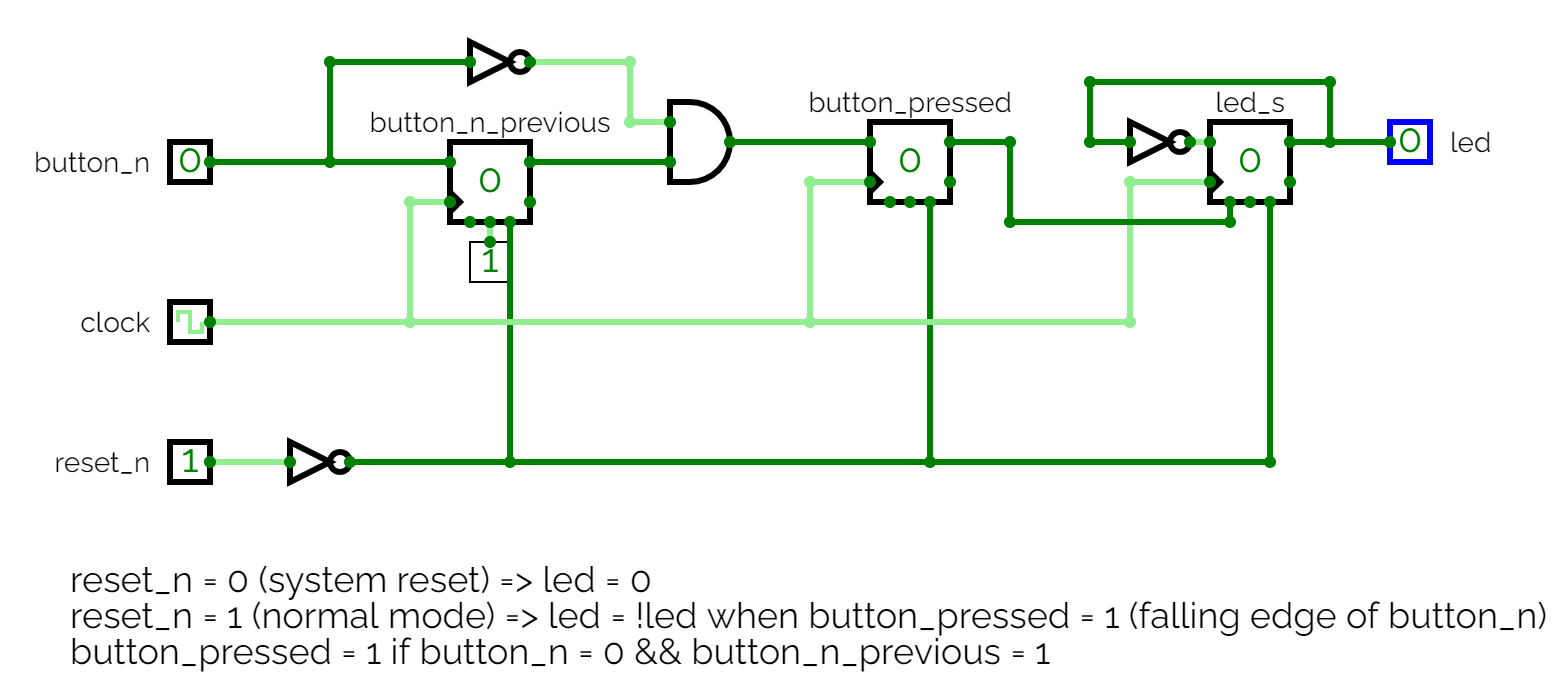 button_pressed
led_s
button_n_previous
button_n
0
0
0
0
0
led
1
clock
reset_n
1
reset_n = 0 (system reset) => led = 0
reset_n = 1 (normal mode) => led = !led when button_pressed = 1 (falling edge of button_n)
button_pressed = 1 if button_n = 0 && button_n_previous = 1